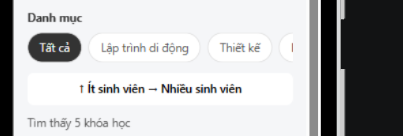 Danh mục
Tất cả Lập trình di động Thiết kế
↑ Ít sinh viên → Nhiều sinh viên
Tìm thấy 5 khóa học